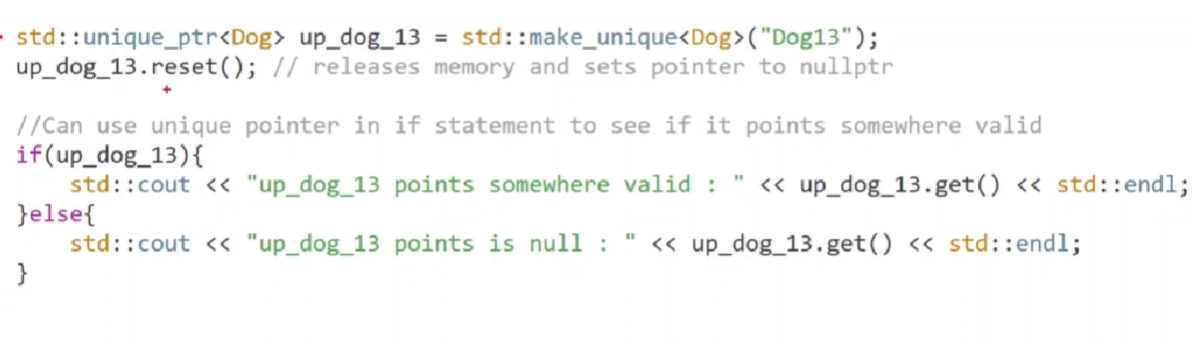 std::unique_ptr<Dog> up_dog_13 = std::make_unique<Dog>("Dog13");
up_dog_13.reset(); // releases memory and sets pointer to nullptr
//Can use unique pointer in if statement to see if it points somewhere valid
if(up_dog_13){
    std::cout << "up_dog_13 points somewhere valid : " << up_dog_13.get() << std::endl;
}else{
    std::cout << "up_dog_13 points is null : " << up_dog_13.get() << std::endl;
}